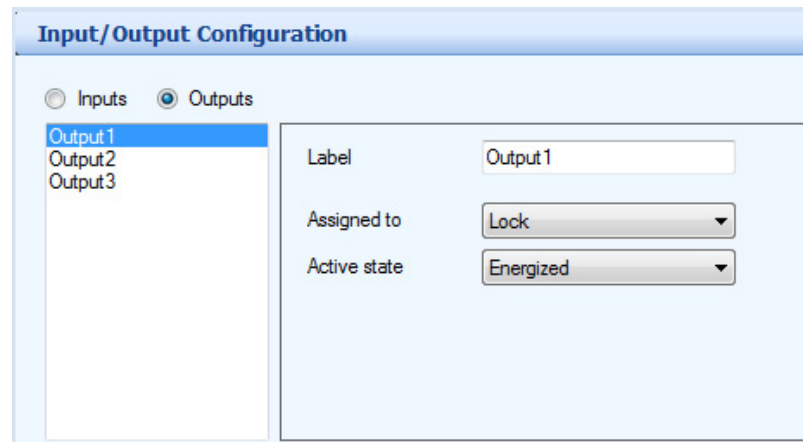 Input/Output Configuration
Inputs Outputs
Output1
Output2
Output3
Label Output1
Assigned to Lock
Active state Energized